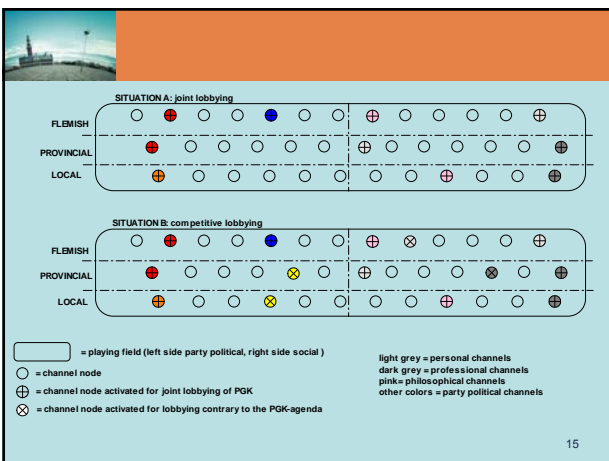 SITUATION A: joint lobbying
FLEMISH
PROVINCIAL
LOCAL
SITUATION B: competitive lobbying
FLEMISH
PROVINCIAL
LOCAL
= playing field (left side party political, right side social )
= channel node
= channel node activated for joint lobbying of PGK
= channel node activated for lobbying contrary to the PGK-agenda
light grey = personal channels
dark grey = professional channels
pink= philosophical channels
other colors = party political channels
15